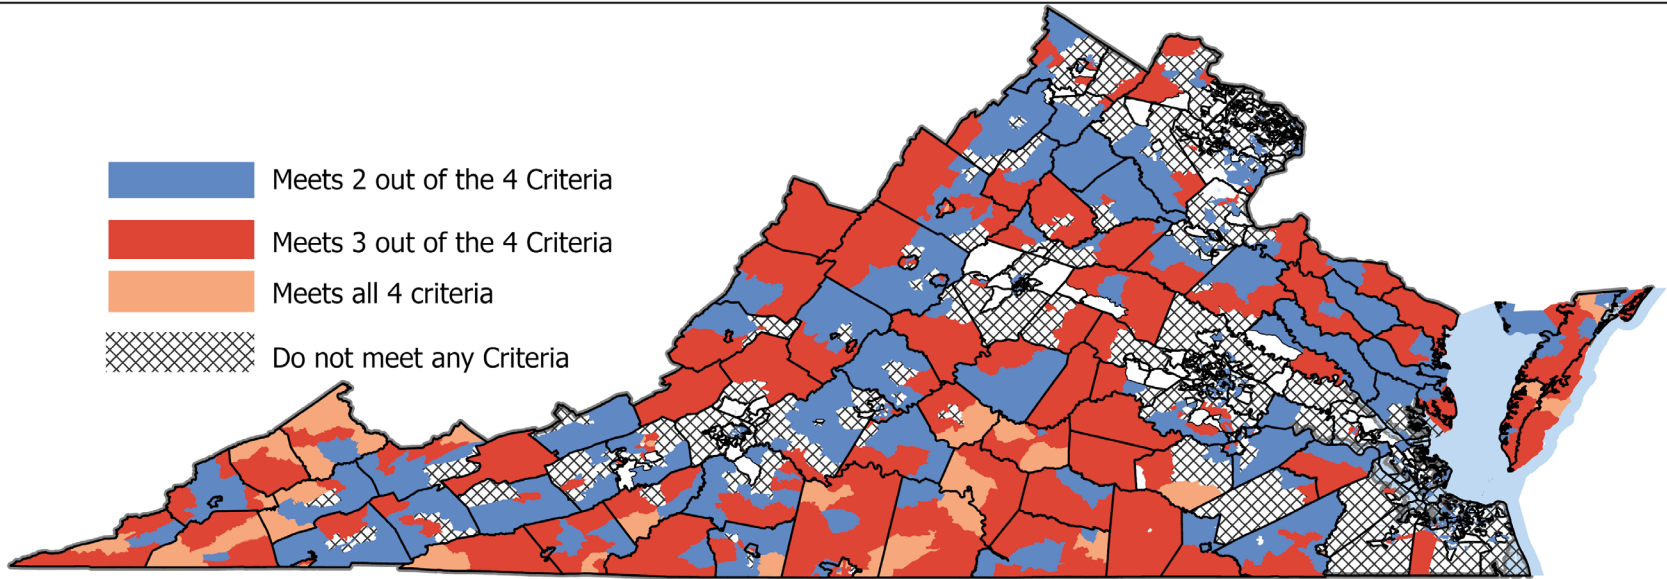 Meets 2 out of the 4 Criteria
Meets 3 out of the 4 Criteria
Meets all 4 criteria
Do not meet any Criteria